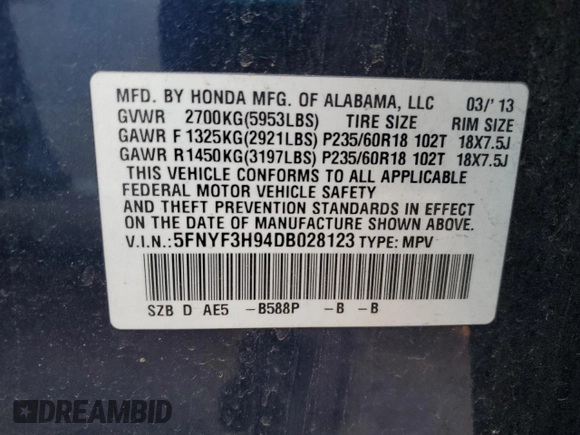 MFD. BY HONDA MFG. OF ALABAMA, LLC 03/'13
GVWR 2700KG(5953LBS) TIRE SIZE RIM SIZE
GAWR F 1325KG(2921LBS) P235/60R18 102T 18X7.5J
GAWR R1450KG(3197LBS) P235/60R18 102T 18X7.5J
THIS VEHICLE CONFORMS TO ALL APPLICABLE
FEDERAL MOTOR VEHICLE SAFETY
AND THEFT PREVENTION STANDARDS IN EFFECT
ON THE DATE OF MANUFACTURE SHOWN ABOVE.
V.I.N.:5FNYF3H94DB028123 TYPE: MPV
SZB D AE5 -B588P -B -B
DREAMBID